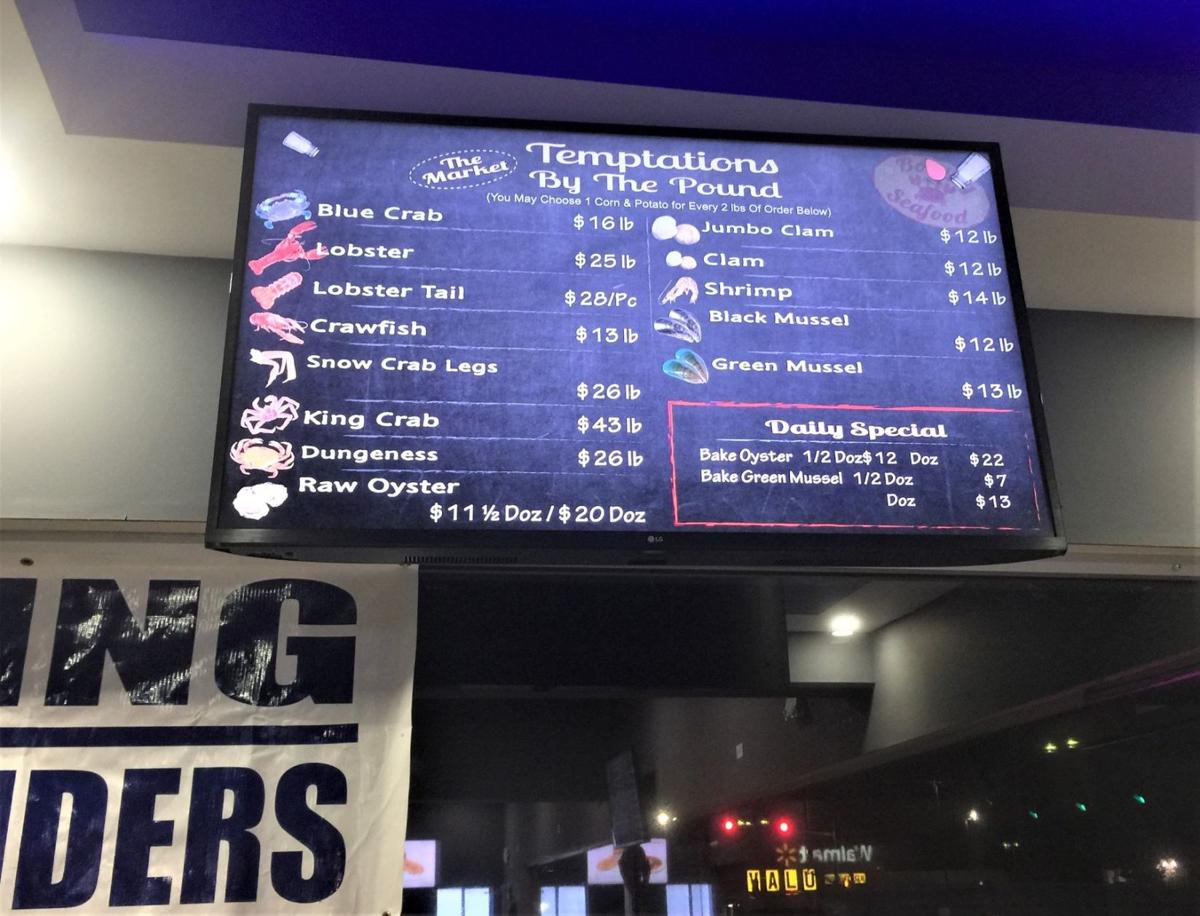 The Market
Temptations
By The Pound
(You May Choose 1 Corn & Potato for Every 2 lbs Of Order Below)
Seafood
Blue Crab $16 lb
Lobster $25 lb
Lobster Tail $28/Pc
Crawfish $13 lb
Snow Crab Legs
$26 lb
King Crab $43 lb
Dungeness $26 lb
Raw Oyster
$11 ½ Doz / $20 Doz
Jumbo Clam $12 lb
Clam $12 lb
Shrimp $14 lb
Black Mussel
$12 lb
Green Mussel
$13 lb
Daily Special
Bake Oyster 1/2 Doz$12 Doz $22
Bake Green Mussel 1/2 Doz $7
Doz $13
LG
ING
DERS
Walmart